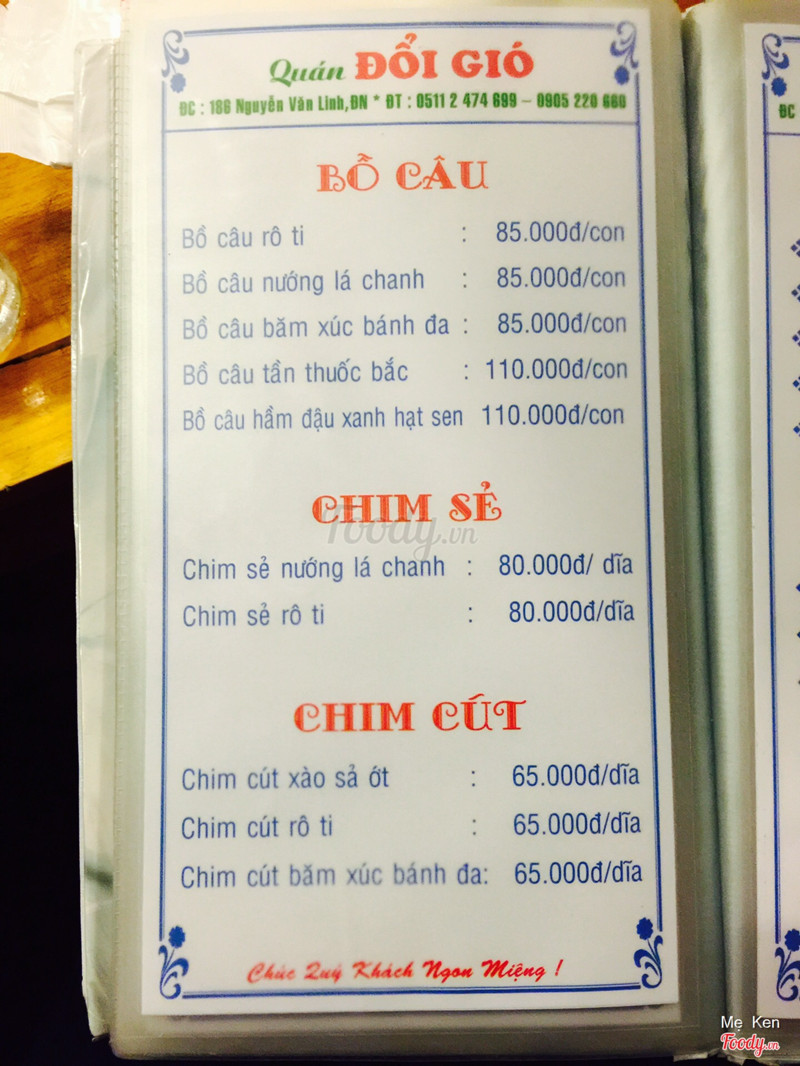 Quán ĐỔI GIÓ
ĐC : 186 Nguyễn Văn Linh,ĐN * ĐT : 0511 2 474 699 – 0905 220 660
BỒ CÂU
Bồ câu rô ti : 85.000đ/con
Bồ câu nướng lá chanh : 85.000đ/con
Bồ câu băm xúc bánh đa : 85.000đ/con
Bồ câu tần thuốc bắc : 110.000đ/con
Bồ câu hầm đậu xanh hạt sen 110.000đ/con
CHIM SẺ
Foody.vn
Chim sẻ nướng lá chanh : 80.000đ/ dĩa
Chim sẻ rô ti : 80.000đ/dĩa
CHIM CÚT
Chim cút xào sả ớt : 65.000đ/dĩa
Chim cút rô ti : 65.000đ/dĩa
Chim cút băm xúc bánh đa: 65.000đ/dĩa
Chúc Quý Khách Ngon Miệng !
ĐC
Mẹ Ken
Foody.vn